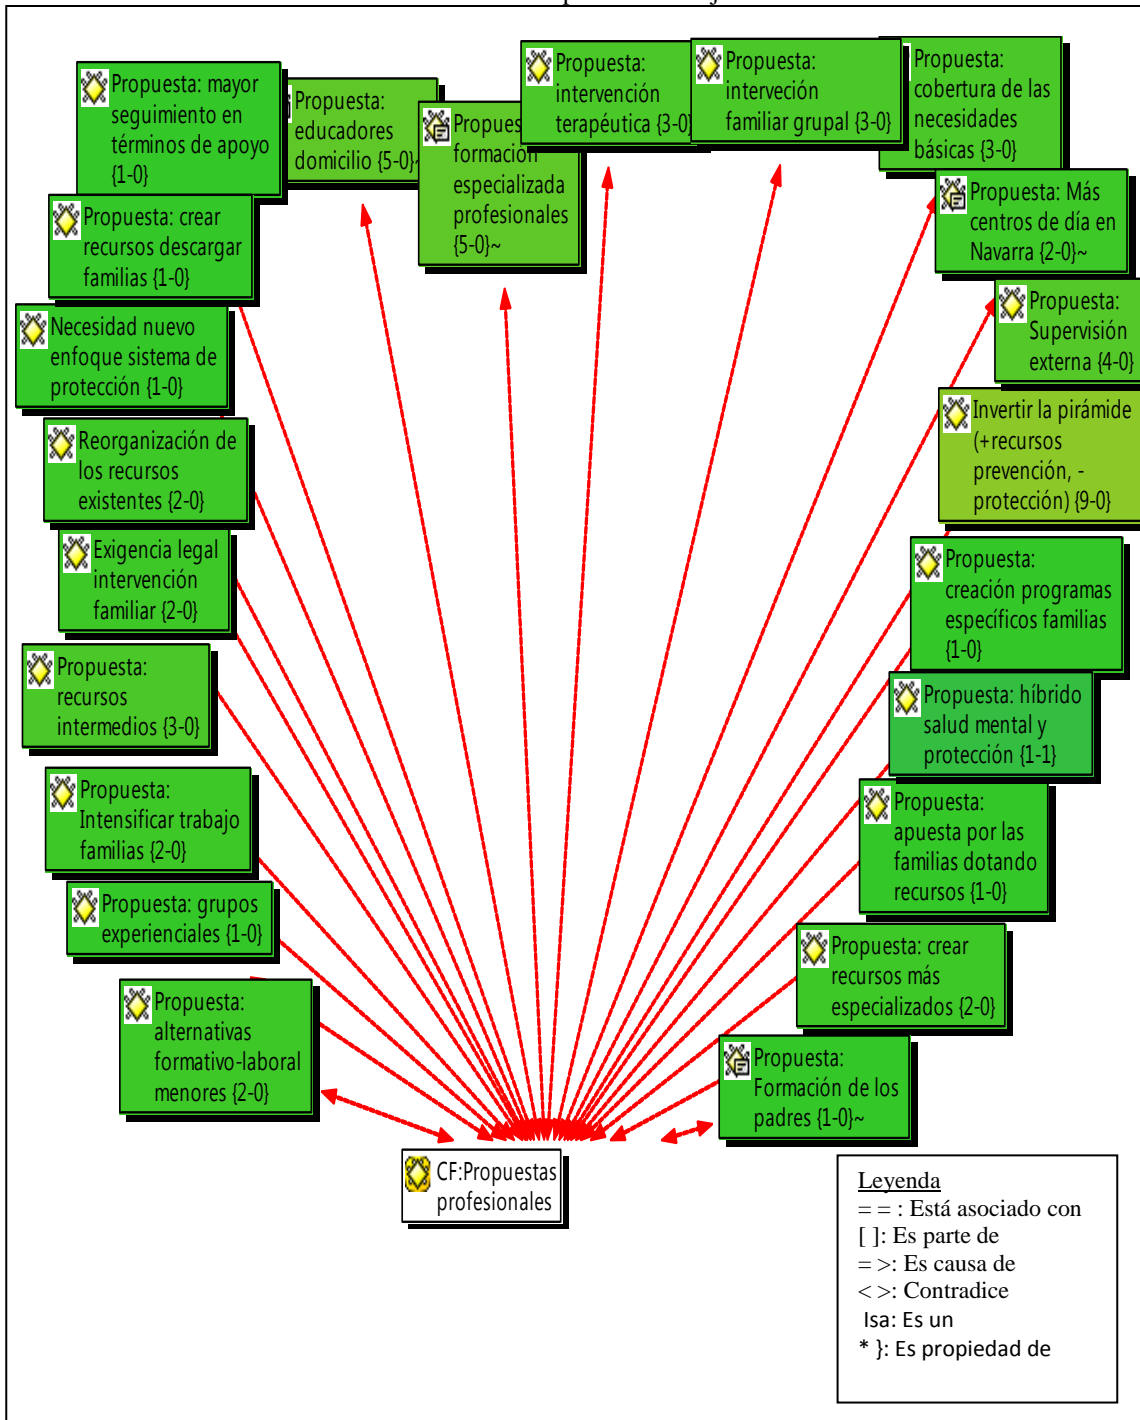 Propuesta: mayor
seguimiento en
términos de apoyo
{1-0}
Propuesta:
educadores
domicilio {5-0}~
Propues
formación
especializada
profesionales
{5-0}~
Propuesta:
intervención
terapéutica {3-0}
Propuesta:
interveción
familiar grupal {3-0}
Propuesta:
cobertura de las
necesidades
básicas {3-0}
Propuesta: Más
centros de día en
Navarra {2-0}~
Propuesta:
Supervisión
externa {4-0}
Invertir la pirámide
(+recursos
prevención, -
protección) {9-0}
Propuesta:
creación programas
específicos familias
{1-0}
Propuesta: híbrido
salud mental y
protección {1-1}
Propuesta:
apuesta por las
familias dotando
recursos {1-0}
Propuesta: crear
recursos más
especializados {2-0}
Propuesta:
Formación de los
padres {1-0}~
Propuesta: crear
recursos descargar
familias {1-0}
Necesidad nuevo
enfoque sistema de
protección {1-0}
Reorganización de
los recursos
existentes {2-0}
Exigencia legal
intervención
familiar {2-0}
Propuesta:
recursos
intermedios {3-0}
Propuesta:
Intensificar trabajo
familias {2-0}
Propuesta: grupos
experienciales {1-0}
Propuesta:
alternativas
formativo-laboral
menores {2-0}
CF:Propuestas
profesionales
Leyenda
= = : Está asociado con
[ ]: Es parte de
= >: Es causa de
< >: Contradice
Isa: Es un
* }: Es propiedad de